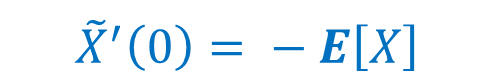 X̃′(0) = − E[X]